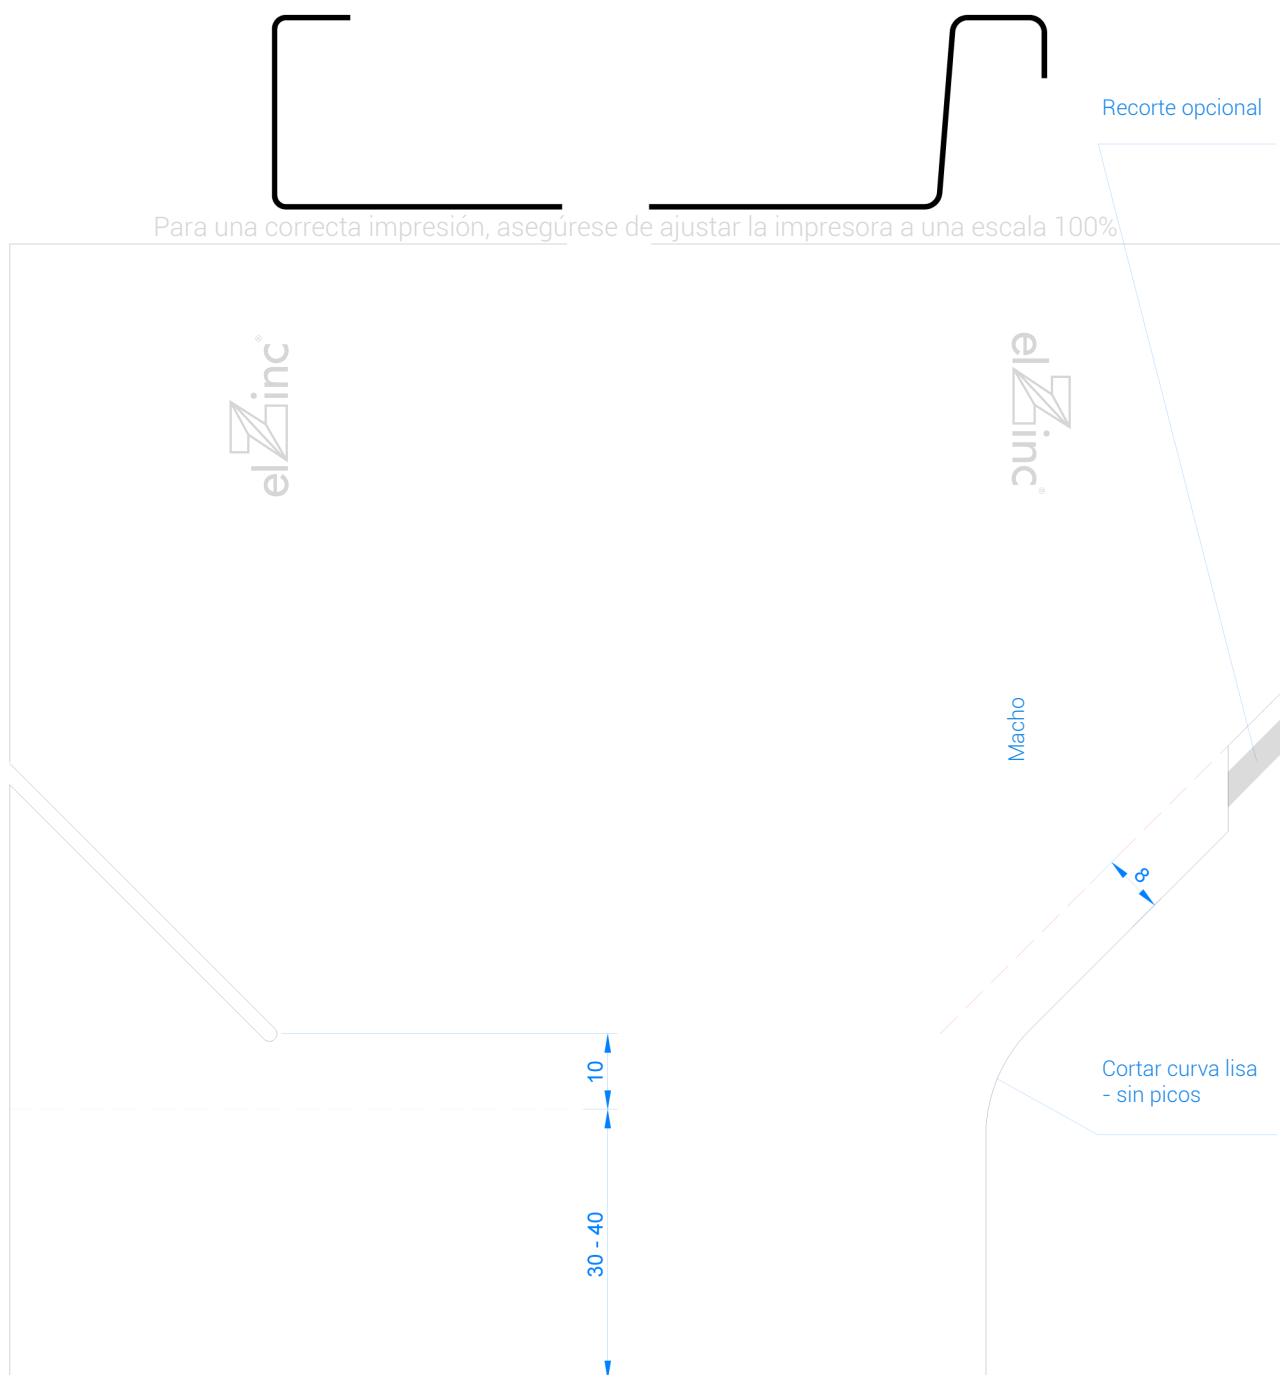 Recorte opcional
Para una correcta impresión, asegúrese de ajustar la impresora a una escala 100%
elZinc®
elZinc®
Macho
8
10
Cortar curva lisa
- sin picos
30 - 40